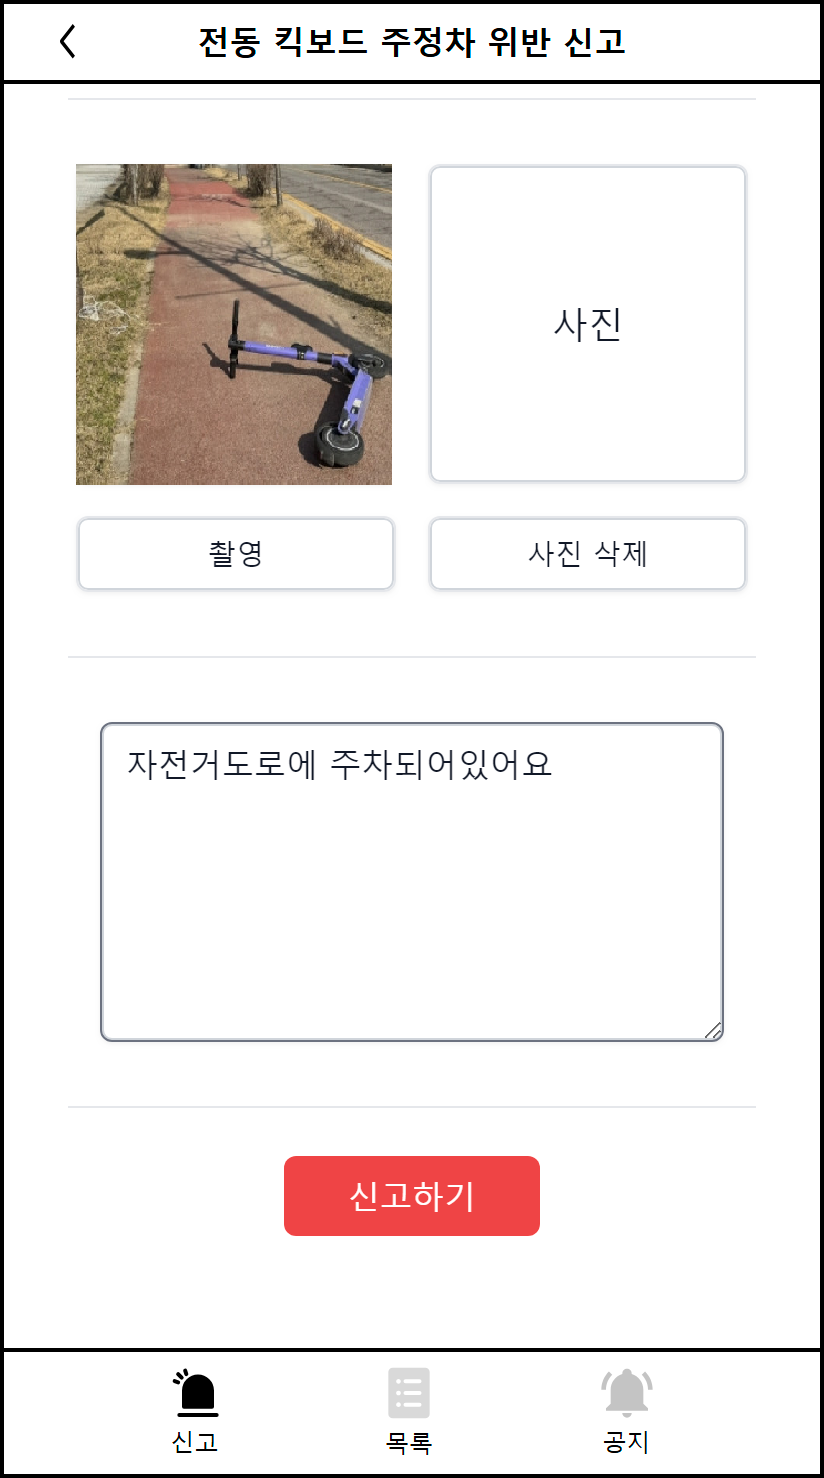 전동 킥보드 주정차 위반 신고
사진
촬영
사진 삭제
자전거도로에 주차되어있어요
신고하기
신고
목록
공지